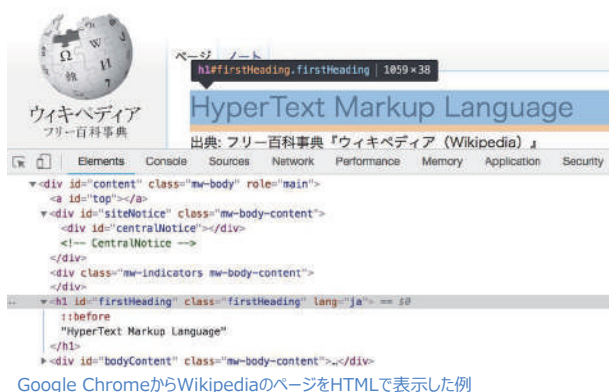 Ω
W
И
ウィキペディア
フリー百科事典
ページ ノート
h1#firstHeading.firstHeading | 1059×38
HyperText Markup Language
出典: フリー百科事典『ウィキペディア（Wikipedia）』
Elements Console Sources Network Performance Memory Application Security
▼<div id="content" class="mw-body" role="main">
<a id="top"></a>
▼<div id="siteNotice" class="mw-body-content">
<div id="centralNotice"></div>
<!-- CentralNotice -->
</div>
<div class="mw-indicators mw-body-content">
</div>
… ▼<h1 id="firstHeading" class="firstHeading" lang="ja"> == $0
::before
"HyperText Markup Language"
</h1>
▶<div id="bodyContent" class="mw-body-content">…</div>
Google ChromeからWikipediaのページをHTMLで表示した例